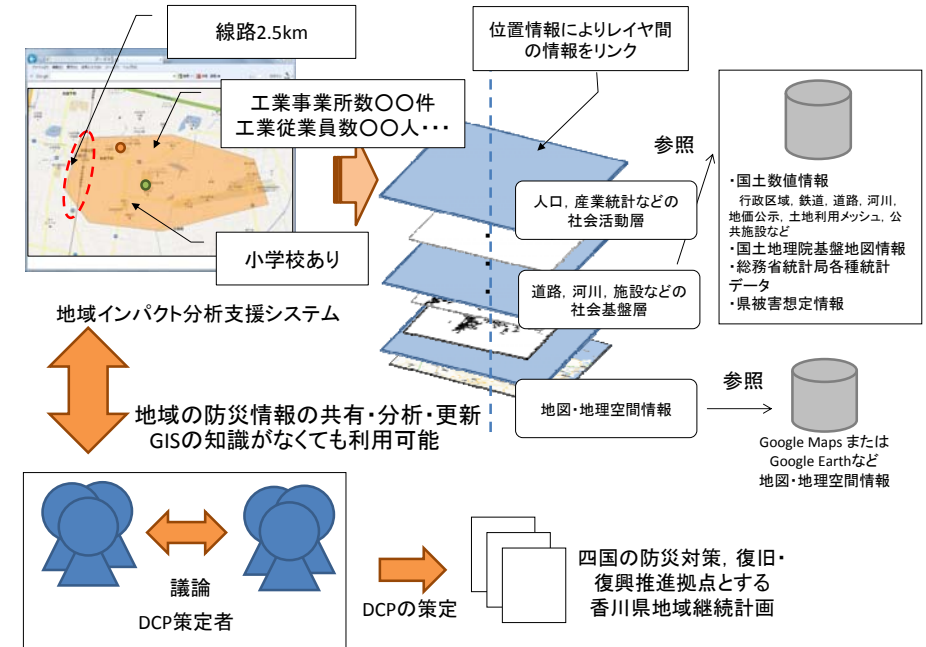 線路2.5km
位置情報によりレイヤ間
の情報をリンク
工業事業所数〇〇件
工業従業員数〇〇人・・・
小学校あり
参照
人口，産業統計などの
社会活動層
道路，河川，施設などの
社会基盤層
・国土数値情報
行政区域，鉄道，道路，河川，
地価公示，土地利用メッシュ，公
共施設など
・国土地理院基盤地図情報
・総務省統計局各種統計
データ
・県被害想定情報
地域インパクト分析支援システム
地図・地理空間情報
参照
Google Maps または
Google Earthなど
地図・地理空間情報
地域の防災情報の共有・分析・更新
GISの知識がなくても利用可能
議論
DCP策定者
DCPの策定
四国の防災対策，復旧・
復興推進拠点とする
香川県地域継続計画